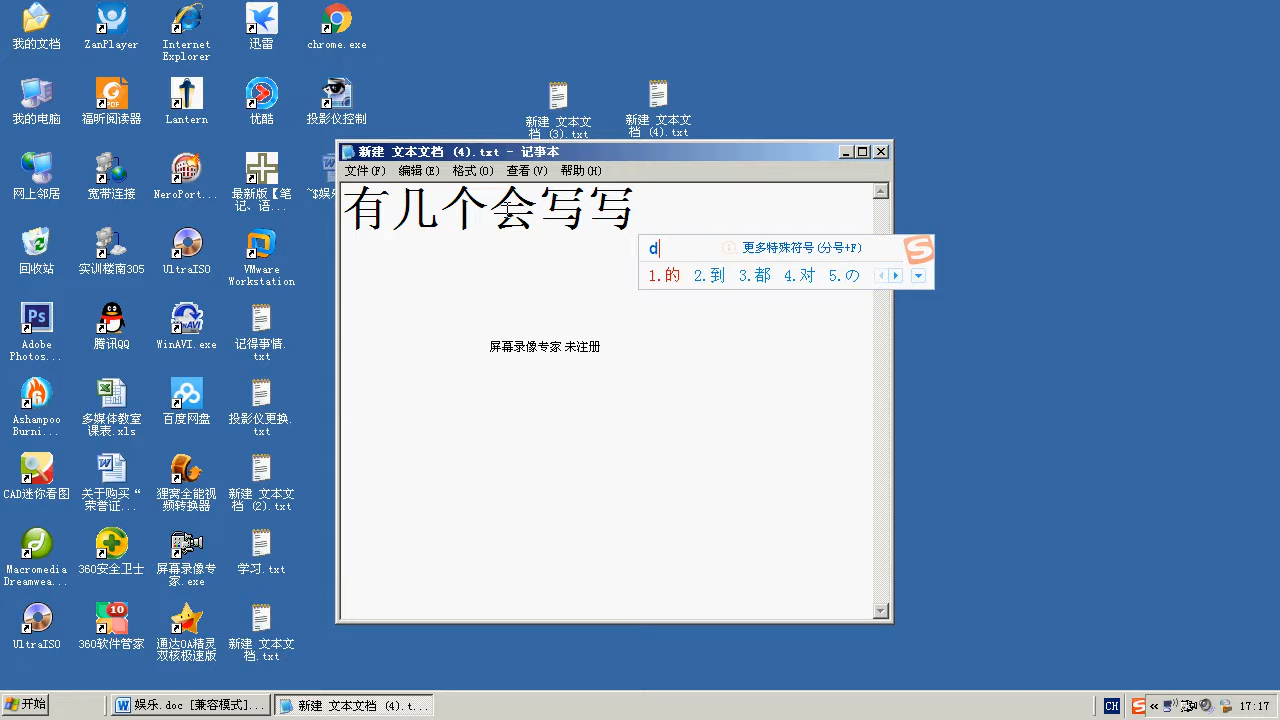 我的文档
ZanPlayer
Internet
Explorer
迅雷
chrome.exe
我的电脑
福昕阅读器
Lantern
优酷
投影仪控制
新建 文本文
档 (3).txt
新建 文本文
档 (4).txt
网上邻居
宽带连接
NeroPort...
最新版【笔
记、语...
~$娱乐
回收站
实训楼南305
UltraISO
VMware
Workstation
Adobe
Photos...
腾讯QQ
WinAVI.exe
记得事情.
txt
Ashampoo
Burni...
多媒体教室
课表.xls
百度网盘
投影仪更换.
txt
CAD迷你看图
关于购买“
荣誉证...
狸窝全能视
频转换器
新建 文本文
档 (2).txt
Macromedia
Dreamwea...
360安全卫士
屏幕录像专
家.exe
学习.txt
UltraISO
360软件管家
10
通达OA精灵
双核极速版
新建 文本文
档.txt
新建 文本文档 (4).txt - 记事本
文件(F) 编辑(E) 格式(O) 查看(V) 帮助(H)
有几个会写写
d 更多特殊符号(分号+F)
1.的 2.到 3.都 4.对 5.の
屏幕录像专家 未注册
开始 娱乐.doc [兼容模式]... 新建 文本文档 (4)... CH 17:17